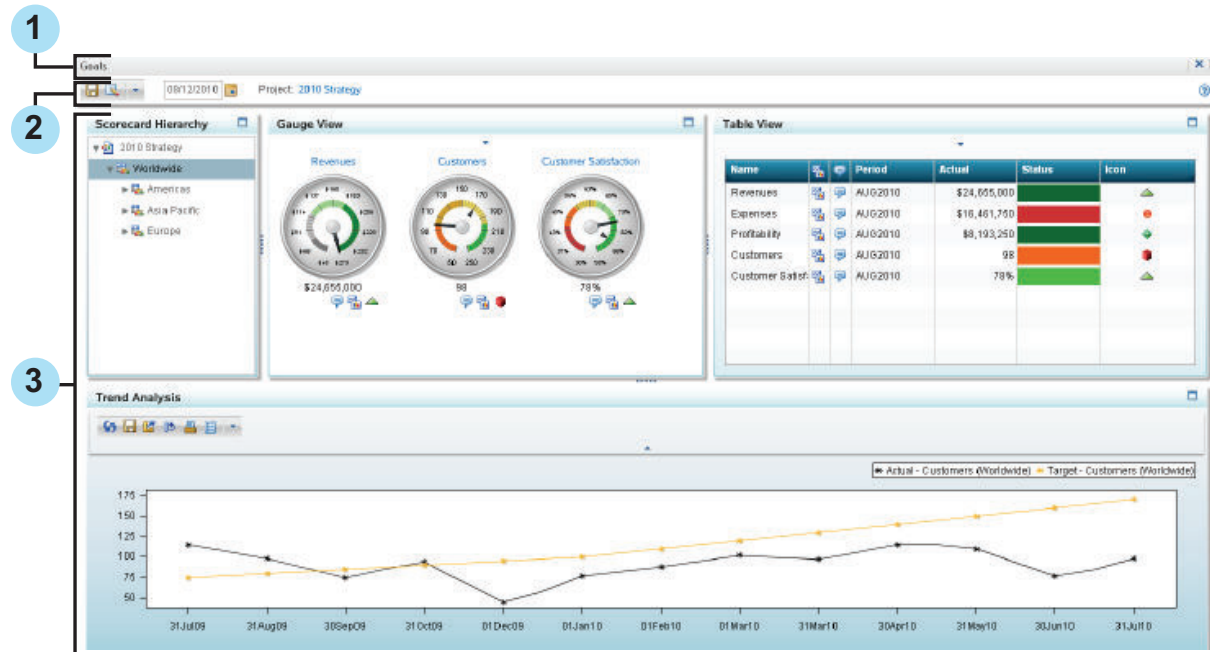 1
Goals
2
08/12/2010 Project: 2010 Strategy
Scorecard Hierarchy
2010 Strategy
Worldwide
Americas
Asia Pacific
Europe
Gauge View
Revenues Customers Customer Satisfaction
$24,655,000 98 78%
Table View
Name Period Actual Status Icon
Revenues AUG2010 $24,655,000
Expenses AUG2010 $16,461,750
Profitability AUG2010 $8,193,250
Customers AUG2010 98
Customer Satisf AUG2010 78%
3
Trend Analysis
Actual - Customers (Worldwide) Target - Customers (Worldwide)
175
150
125
100
75
50
31Jul09 31Aug09 30Sep09 31Oct09 01Dec09 01Jan10 01Feb10 01Mar10 31Mar10 30Apr10 31May10 30Jun10 31Jul10